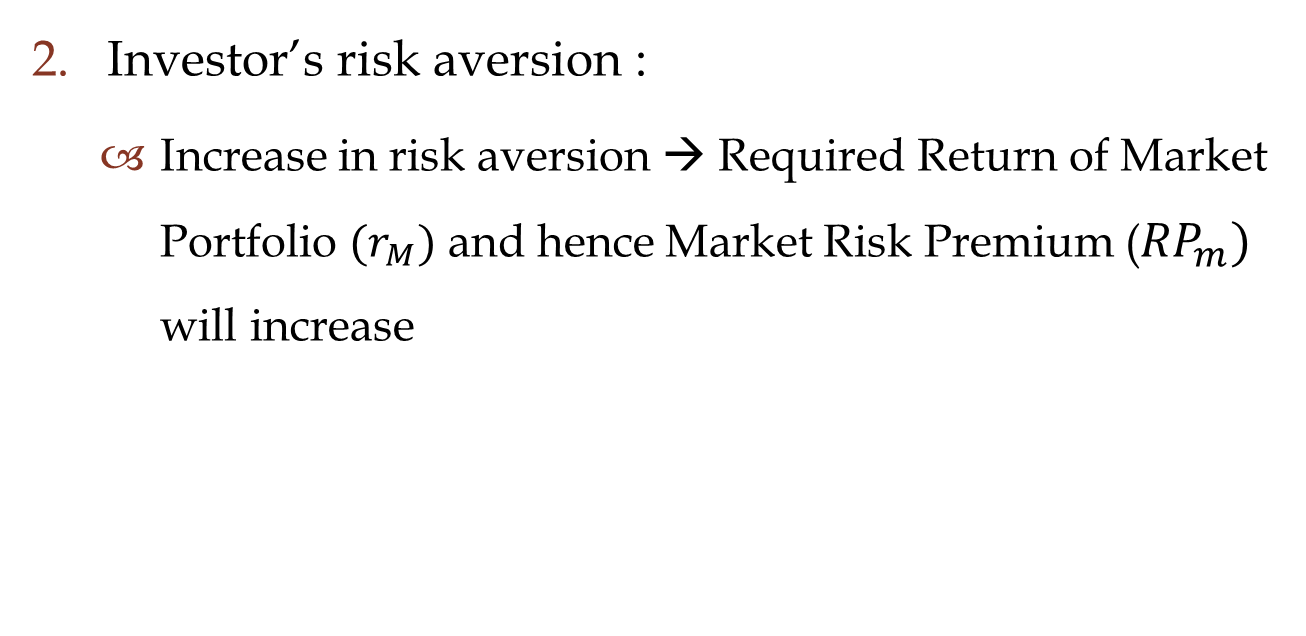 2. Investor’s risk aversion :
Increase in risk aversion → Required Return of Market
Portfolio (r_M) and hence Market Risk Premium (RP_m)
will increase